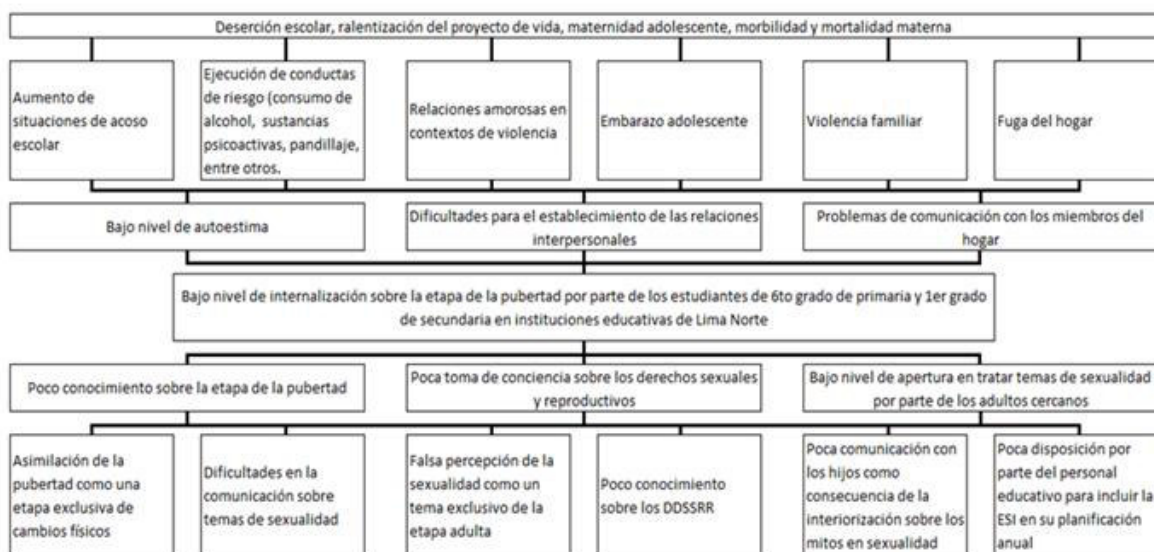 Deserción escolar, ralentización del proyecto de vida, maternidad adolescente, morbilidad y mortalidad materna
Aumento de
situaciones de acoso
escolar
Ejecución de conductas
de riesgo (consumo de
alcohol, sustancias
psicoactivas, pandillaje,
entre otros.
Relaciones amorosas en
contextos de violencia
Embarazo adolescente
Violencia familiar
Fuga del hogar
Bajo nivel de autoestima
Dificultades para el establecimiento de las relaciones
interpersonales
Problemas de comunicación con los miembros del
hogar
Bajo nivel de internalización sobre la etapa de la pubertad por parte de los estudiantes de 6to grado de primaria y 1er grado
de secundaria en instituciones educativas de Lima Norte
Poco conocimiento sobre la etapa de la pubertad
Poca toma de conciencia sobre los derechos sexuales
y reproductivos
Bajo nivel de apertura en tratar temas de sexualidad
por parte de los adultos cercanos
Asimilación de la
pubertad como una
etapa exclusiva de
cambios físicos
Dificultades en la
comunicación sobre
temas de sexualidad
Falsa percepción de la
sexualidad como un
tema exclusivo de la
etapa adulta
Poco conocimiento
sobre los DDSSRR
Poca comunicación con
los hijos como
consecuencia de la
interiorización sobre los
mitos en sexualidad
Poca disposición por
parte del personal
educativo para incluir la
ESI en su planificación
anual